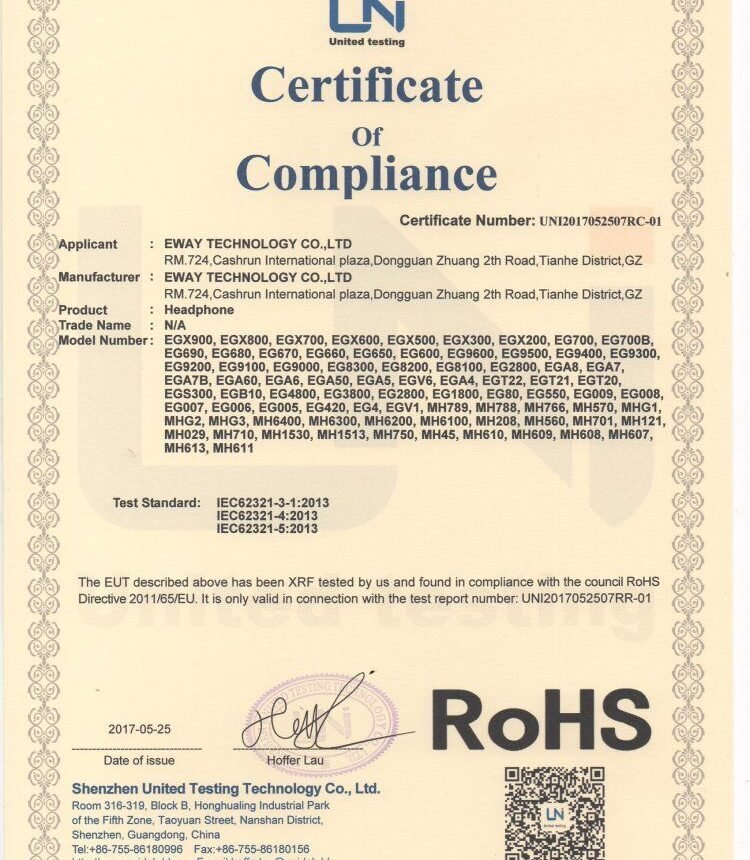 UNi
United testing
Certificate
Of
Compliance
Certificate Number: UNI2017052507RC-01
Applicant : EWAY TECHNOLOGY CO.,LTD
RM.724,Cashrun International plaza,Dongguan Zhuang 2th Road,Tianhe District,GZ
Manufacturer : EWAY TECHNOLOGY CO.,LTD
RM.724,Cashrun International plaza,Dongguan Zhuang 2th Road,Tianhe District,GZ
Product : Headphone
Trade Name : N/A
Model Number: EGX900, EGX800, EGX700, EGX600, EGX500, EGX300, EGX200, EG700, EG700B,
EG690, EG680, EG670, EG660, EG650, EG600, EG9600, EG9500, EG9400, EG9300,
EG9200, EG9100, EG9000, EG8300, EG8200, EG8100, EG2800, EGA8, EGA7,
EGA7B, EGA60, EGA6, EGA50, EGA5, EGV6, EGA4, EGT22, EGT21, EGT20,
EGS300, EGB10, EG4800, EG3800, EG2800, EG1800, EG80, EG550, EG009, EG008,
EG007, EG006, EG005, EG420, EG4, EGV1, MH789, MH788, MH766, MH570, MHG1,
MHG2, MHG3, MH6400, MH6300, MH6200, MH6100, MH208, MH560, MH701, MH121,
MH029, MH710, MH1530, MH1513, MH750, MH45, MH610, MH609, MH608, MH607,
MH613, MH611
Test Standard: IEC62321-3-1:2013
IEC62321-4:2013
IEC62321-5:2013
The EUT described above has been XRF tested by us and found in compliance with the council RoHS
Directive 2011/65/EU. It is only valid in connection with the test report number: UNI2017052507RR-01
United testing
2017-05-25
Date of issue
Hoffer Lau
RoHS
Shenzhen United Testing Technology Co., Ltd.
Room 316-319, Block B, Honghualing Industrial Park
of the Fifth Zone, Taoyuan Street, Nanshan District,
Shenzhen, Guangdong, China
Tel:+86-755-86180996 Fax:+86-755-86180156